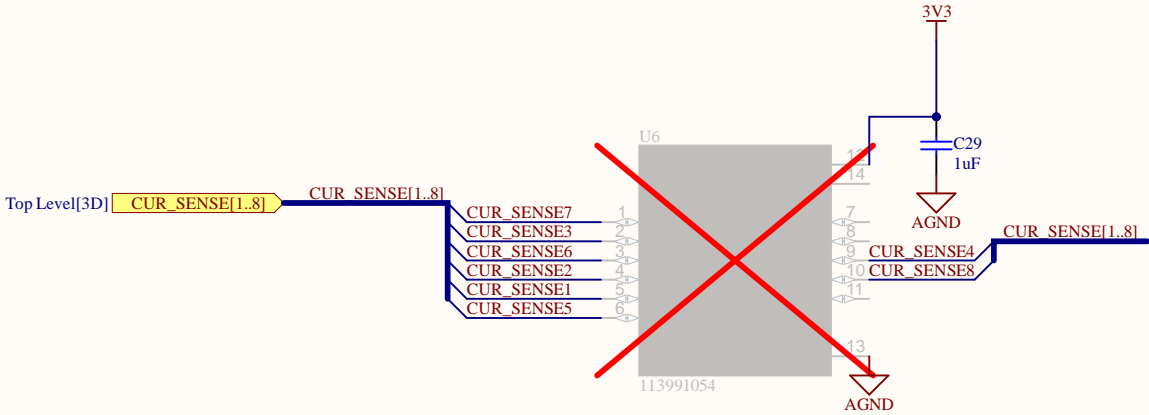 3V3
U6
12
C29
1uF
14
Top Level[3D] CUR_SENSE[1..8] CUR_SENSE[1..8]
AGND
CUR_SENSE7 1
7
CUR_SENSE[1..8]
CUR_SENSE3 2
8
CUR_SENSE6 3
9 CUR_SENSE4
CUR_SENSE2 4
10 CUR_SENSE8
CUR_SENSE1 5
11
CUR_SENSE5 6
13
113991054
AGND